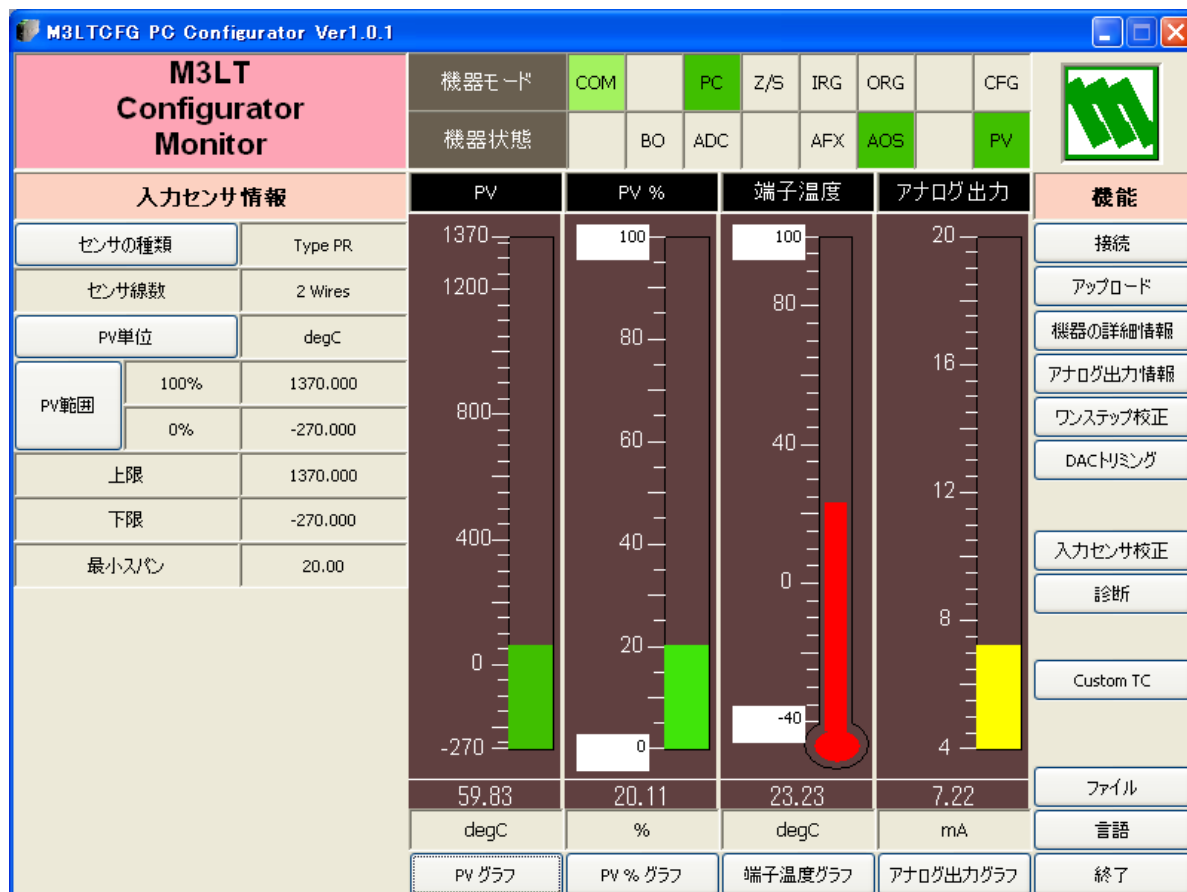 M3LTCFG PC Configurator Ver1.0.1
M3LT
Configurator
Monitor
機器モード
COM
PC
Z/S
IRG
ORG
CFG
機器状態
BO
ADC
AFX
AOS
PV
入力センサ情報
センサの種類
Type PR
センサ線数
2 Wires
PV単位
degC
PV範囲
100%
1370.000
0%
-270.000
上限
1370.000
下限
-270.000
最小スパン
20.00
PV
1370
1200
800
400
0
-270
59.83
degC
PV グラフ
PV %
100
80
60
40
20
0
20.11
%
PV % グラフ
端子温度
100
80
40
0
-40
23.23
degC
端子温度グラフ
アナログ出力
20
16
12
8
4
7.22
mA
アナログ出力グラフ
機能
接続
アップロード
機器の詳細情報
アナログ出力情報
ワンステップ校正
DACトリミング
入力センサ校正
診断
Custom TC
ファイル
言語
終了